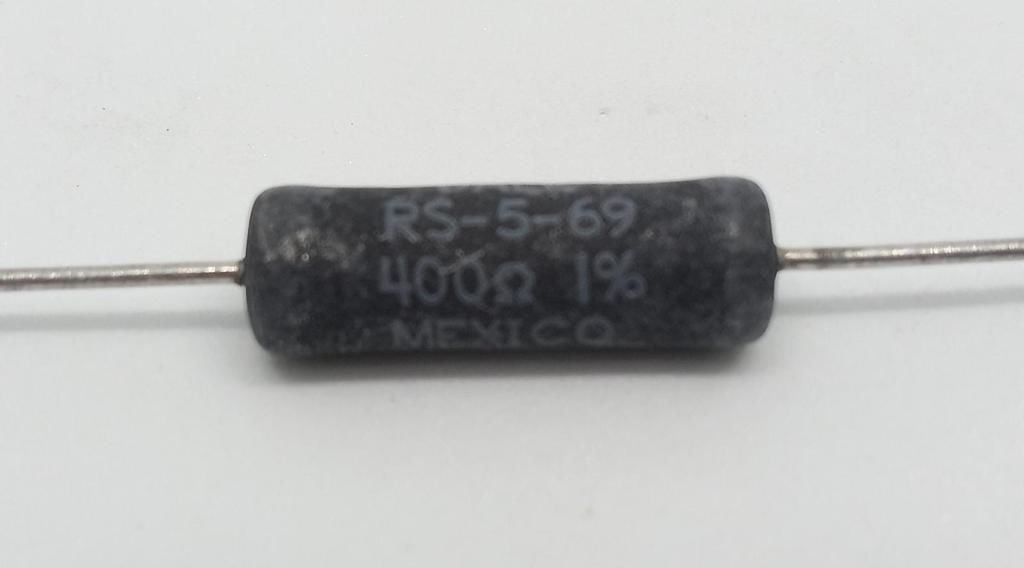 RS-5-69
400Ω 1%
MEXICO